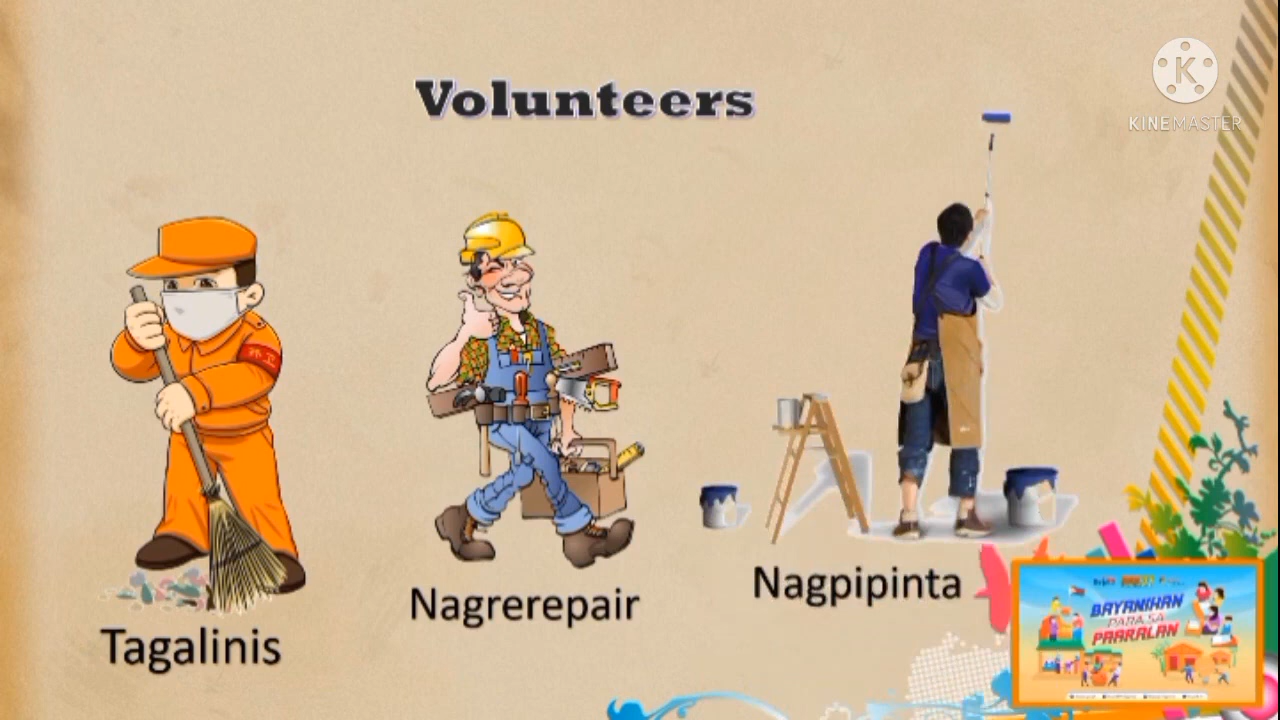 Volunteers
KINEMASTER
Tagalinis
Nagrerepair
Nagpipinta
BAYANIHAN
PARA SA
PAARALAN